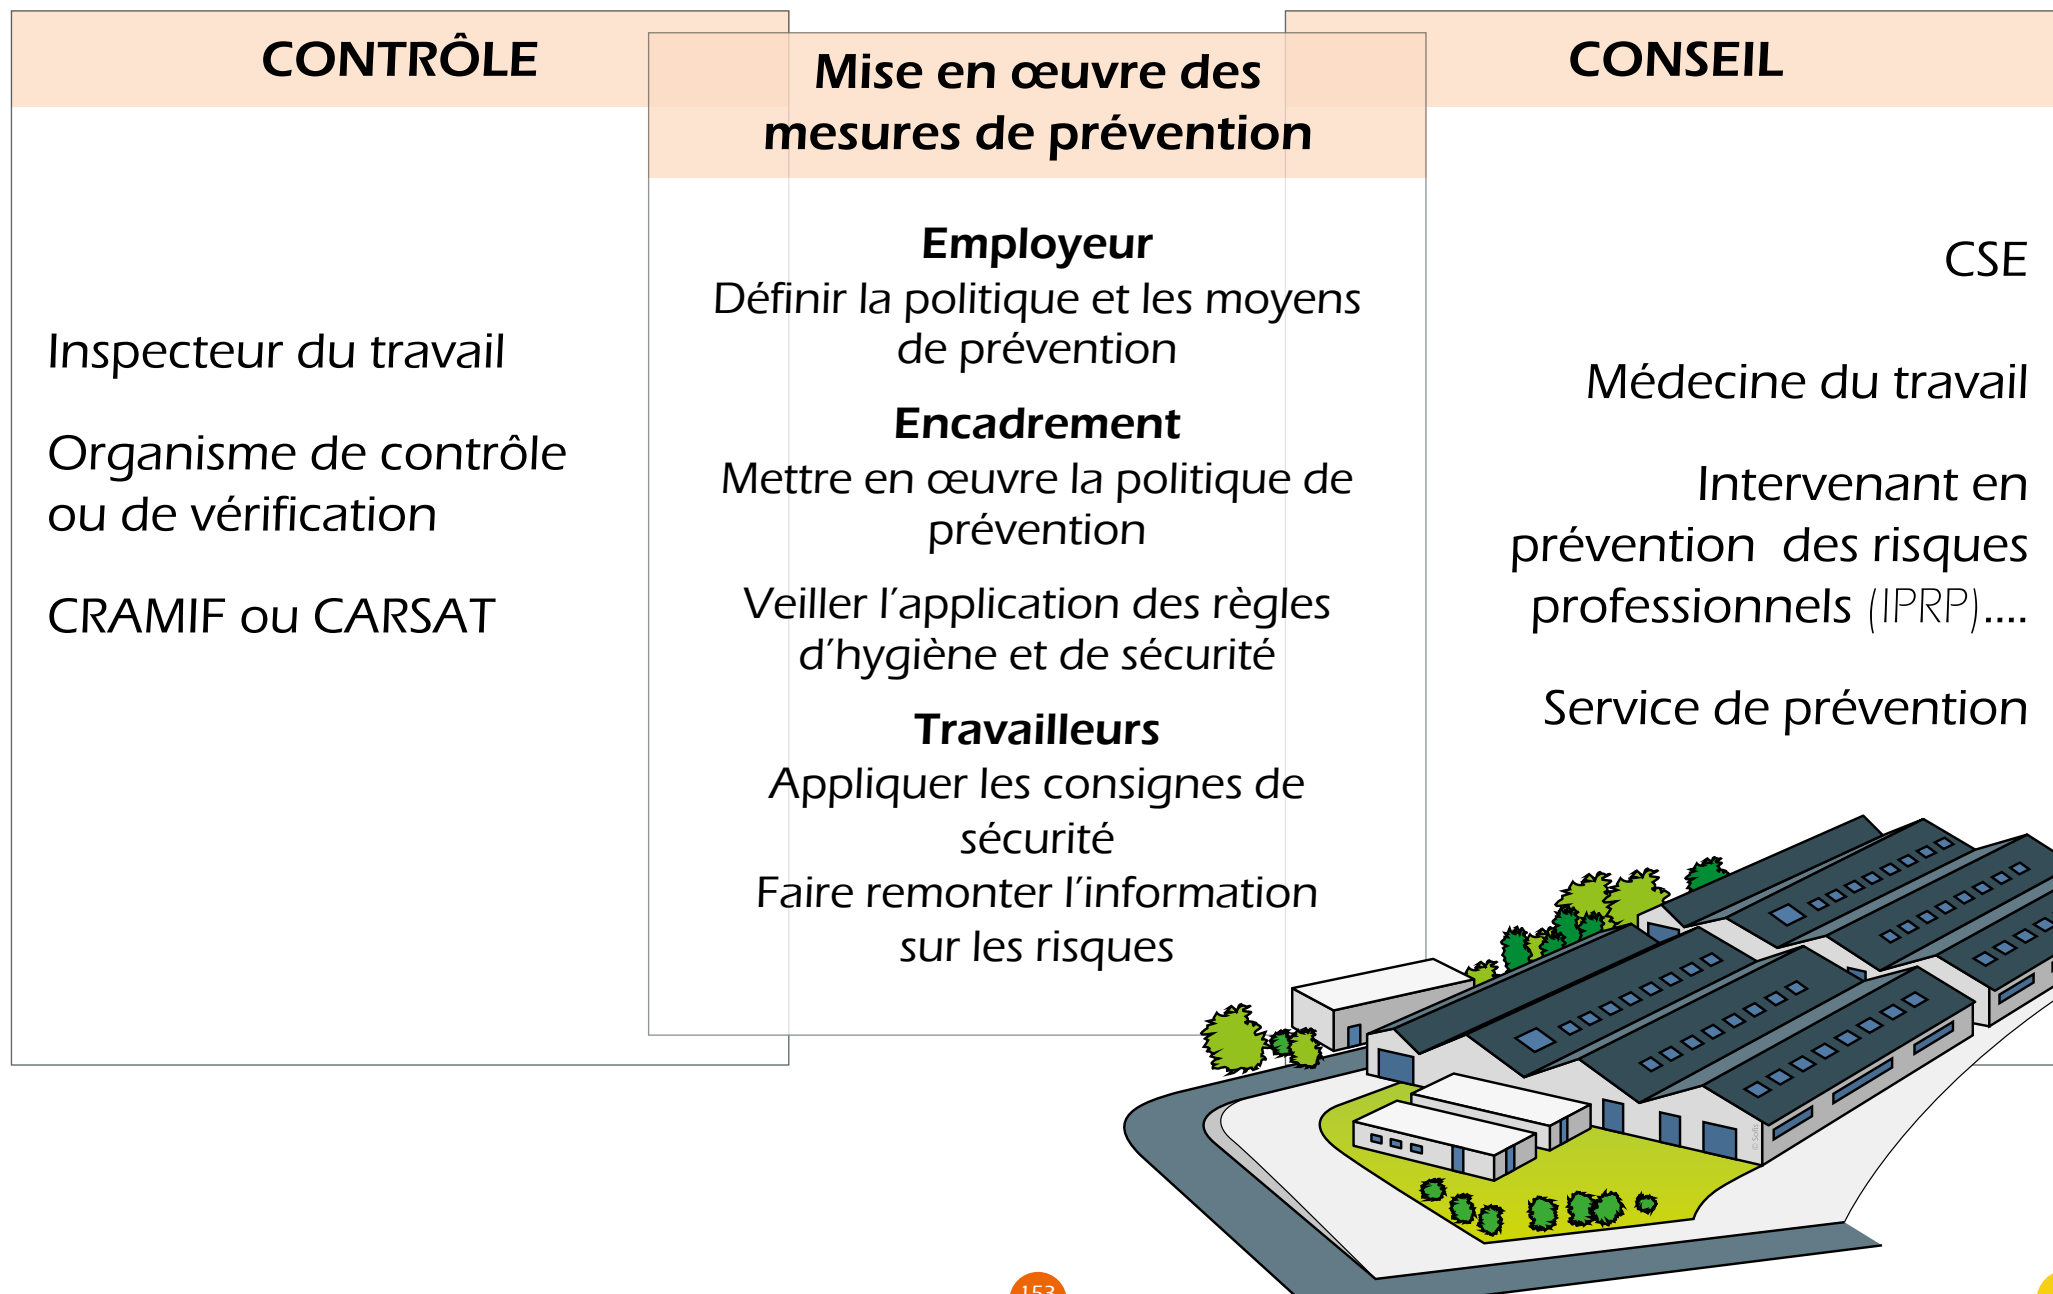 CONTRÔLE
Inspecteur du travail
Organisme de contrôle
ou de vérification
CRAMIF ou CARSAT
Mise en œuvre des
mesures de prévention
Employeur
Définir la politique et les moyens
de prévention
Encadrement
Mettre en œuvre la politique de
prévention
Veiller l’application des règles
d’hygiène et de sécurité
Travailleurs
Appliquer les consignes de
sécurité
Faire remonter l’information
sur les risques
CONSEIL
CSE
Médecine du travail
Intervenant en
prévention  des risques
professionnels (IPRP)....
Service de prévention
© Sofis
153